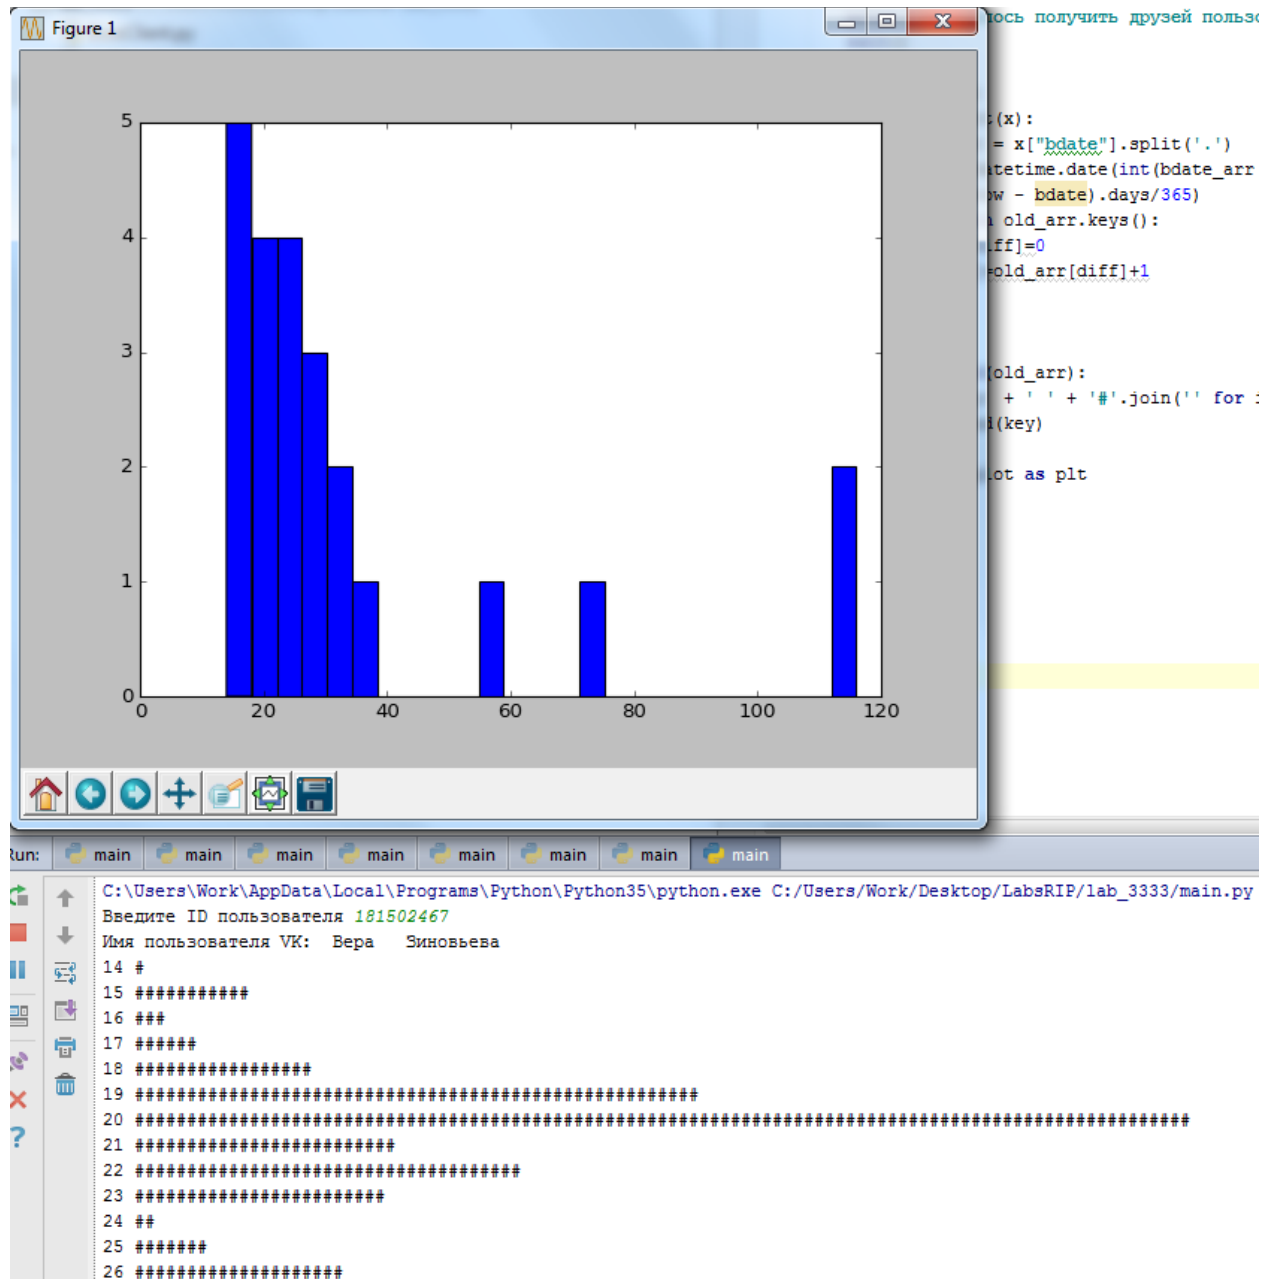 Figure 1
лось получить друзей польз
t(x):
= x["bdate"].split('.')
datetime.date(int(bdate_arr
ow - bdate).days/365)
old_arr.keys():
iff]=0
=old_arr[diff]+1
(old_arr):
+ ' ' + '#'.join('' for
d(key)
lot as plt
5
4
3
2
1
0
0 20 40 60 80 100 120
Run: main main main main main main main main
C:\Users\Work\AppData\Local\Programs\Python\Python35\python.exe C:/Users/Work/Desktop/LabsRIP/lab_3333/main.py
Введите ID пользователя 181502467
Имя пользователя VK: Вера Зиновьева
14 #
15 ###########
16 ###
17 ######
18 #################
19 ######################################################
20 #####################################################################################################
21 #########################
22 #####################################
23 ########################
24 ##
25 #######
26 ####################